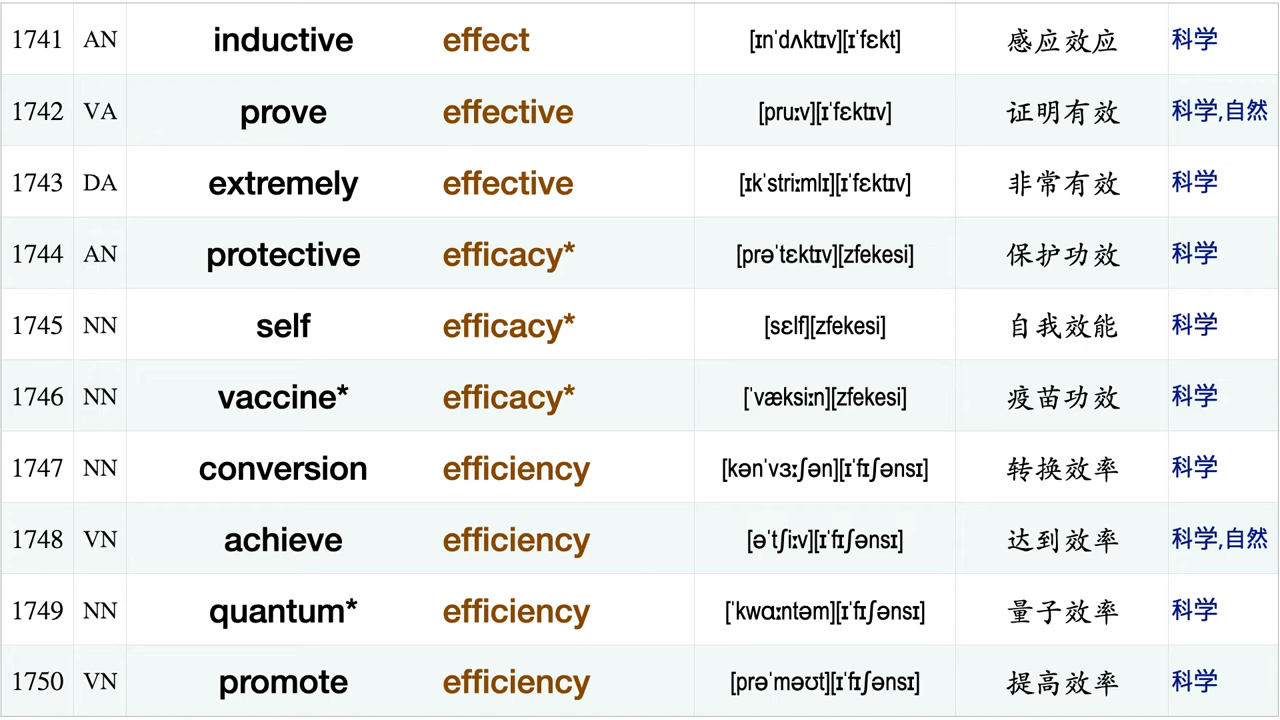 1741 AN inductive effect [ɪnˈdʌktɪv][ɪˈfɛkt] 感应效应 科学
1742 VA prove effective [pruːv][ɪˈfɛktɪv] 证明有效 科学,自然
1743 DA extremely effective [ɪkˈstriːmlɪ][ɪˈfɛktɪv] 非常有效 科学
1744 AN protective efficacy* [prəˈtɛktɪv][zfekesi] 保护功效 科学
1745 NN self efficacy* [sɛlf][zfekesi] 自我效能 科学
1746 NN vaccine* efficacy* [ˈvæksiːn][zfekesi] 疫苗功效 科学
1747 NN conversion efficiency [kənˈvɜːʃən][ɪˈfɪʃənsɪ] 转换效率 科学
1748 VN achieve efficiency [əˈtʃiːv][ɪˈfɪʃənsɪ] 达到效率 科学,自然
1749 NN quantum* efficiency [ˈkwɑːntəm][ɪˈfɪʃənsɪ] 量子效率 科学
1750 VN promote efficiency [prəˈməʊt][ɪˈfɪʃənsɪ] 提高效率 科学